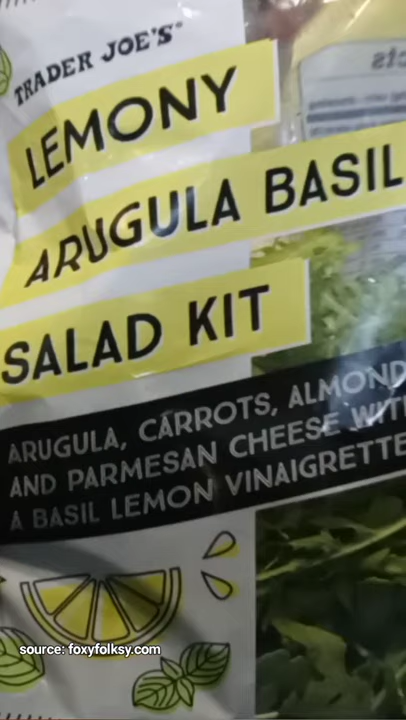 TRADER JOE'S
LEMONY
ARUGULA BASIL
SALAD KIT
ARUGULA, CARROTS, ALMOND
AND PARMESAN CHEESE WITH
A BASIL LEMON VINAIGRETTE
source: foxyfolksy.com